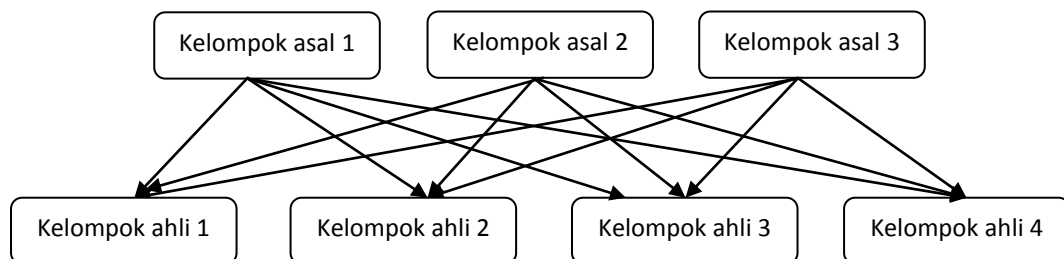 Kelompok asal 1
Kelompok asal 2
Kelompok asal 3
Kelompok ahli 1
Kelompok ahli 2
Kelompok ahli 3
Kelompok ahli 4